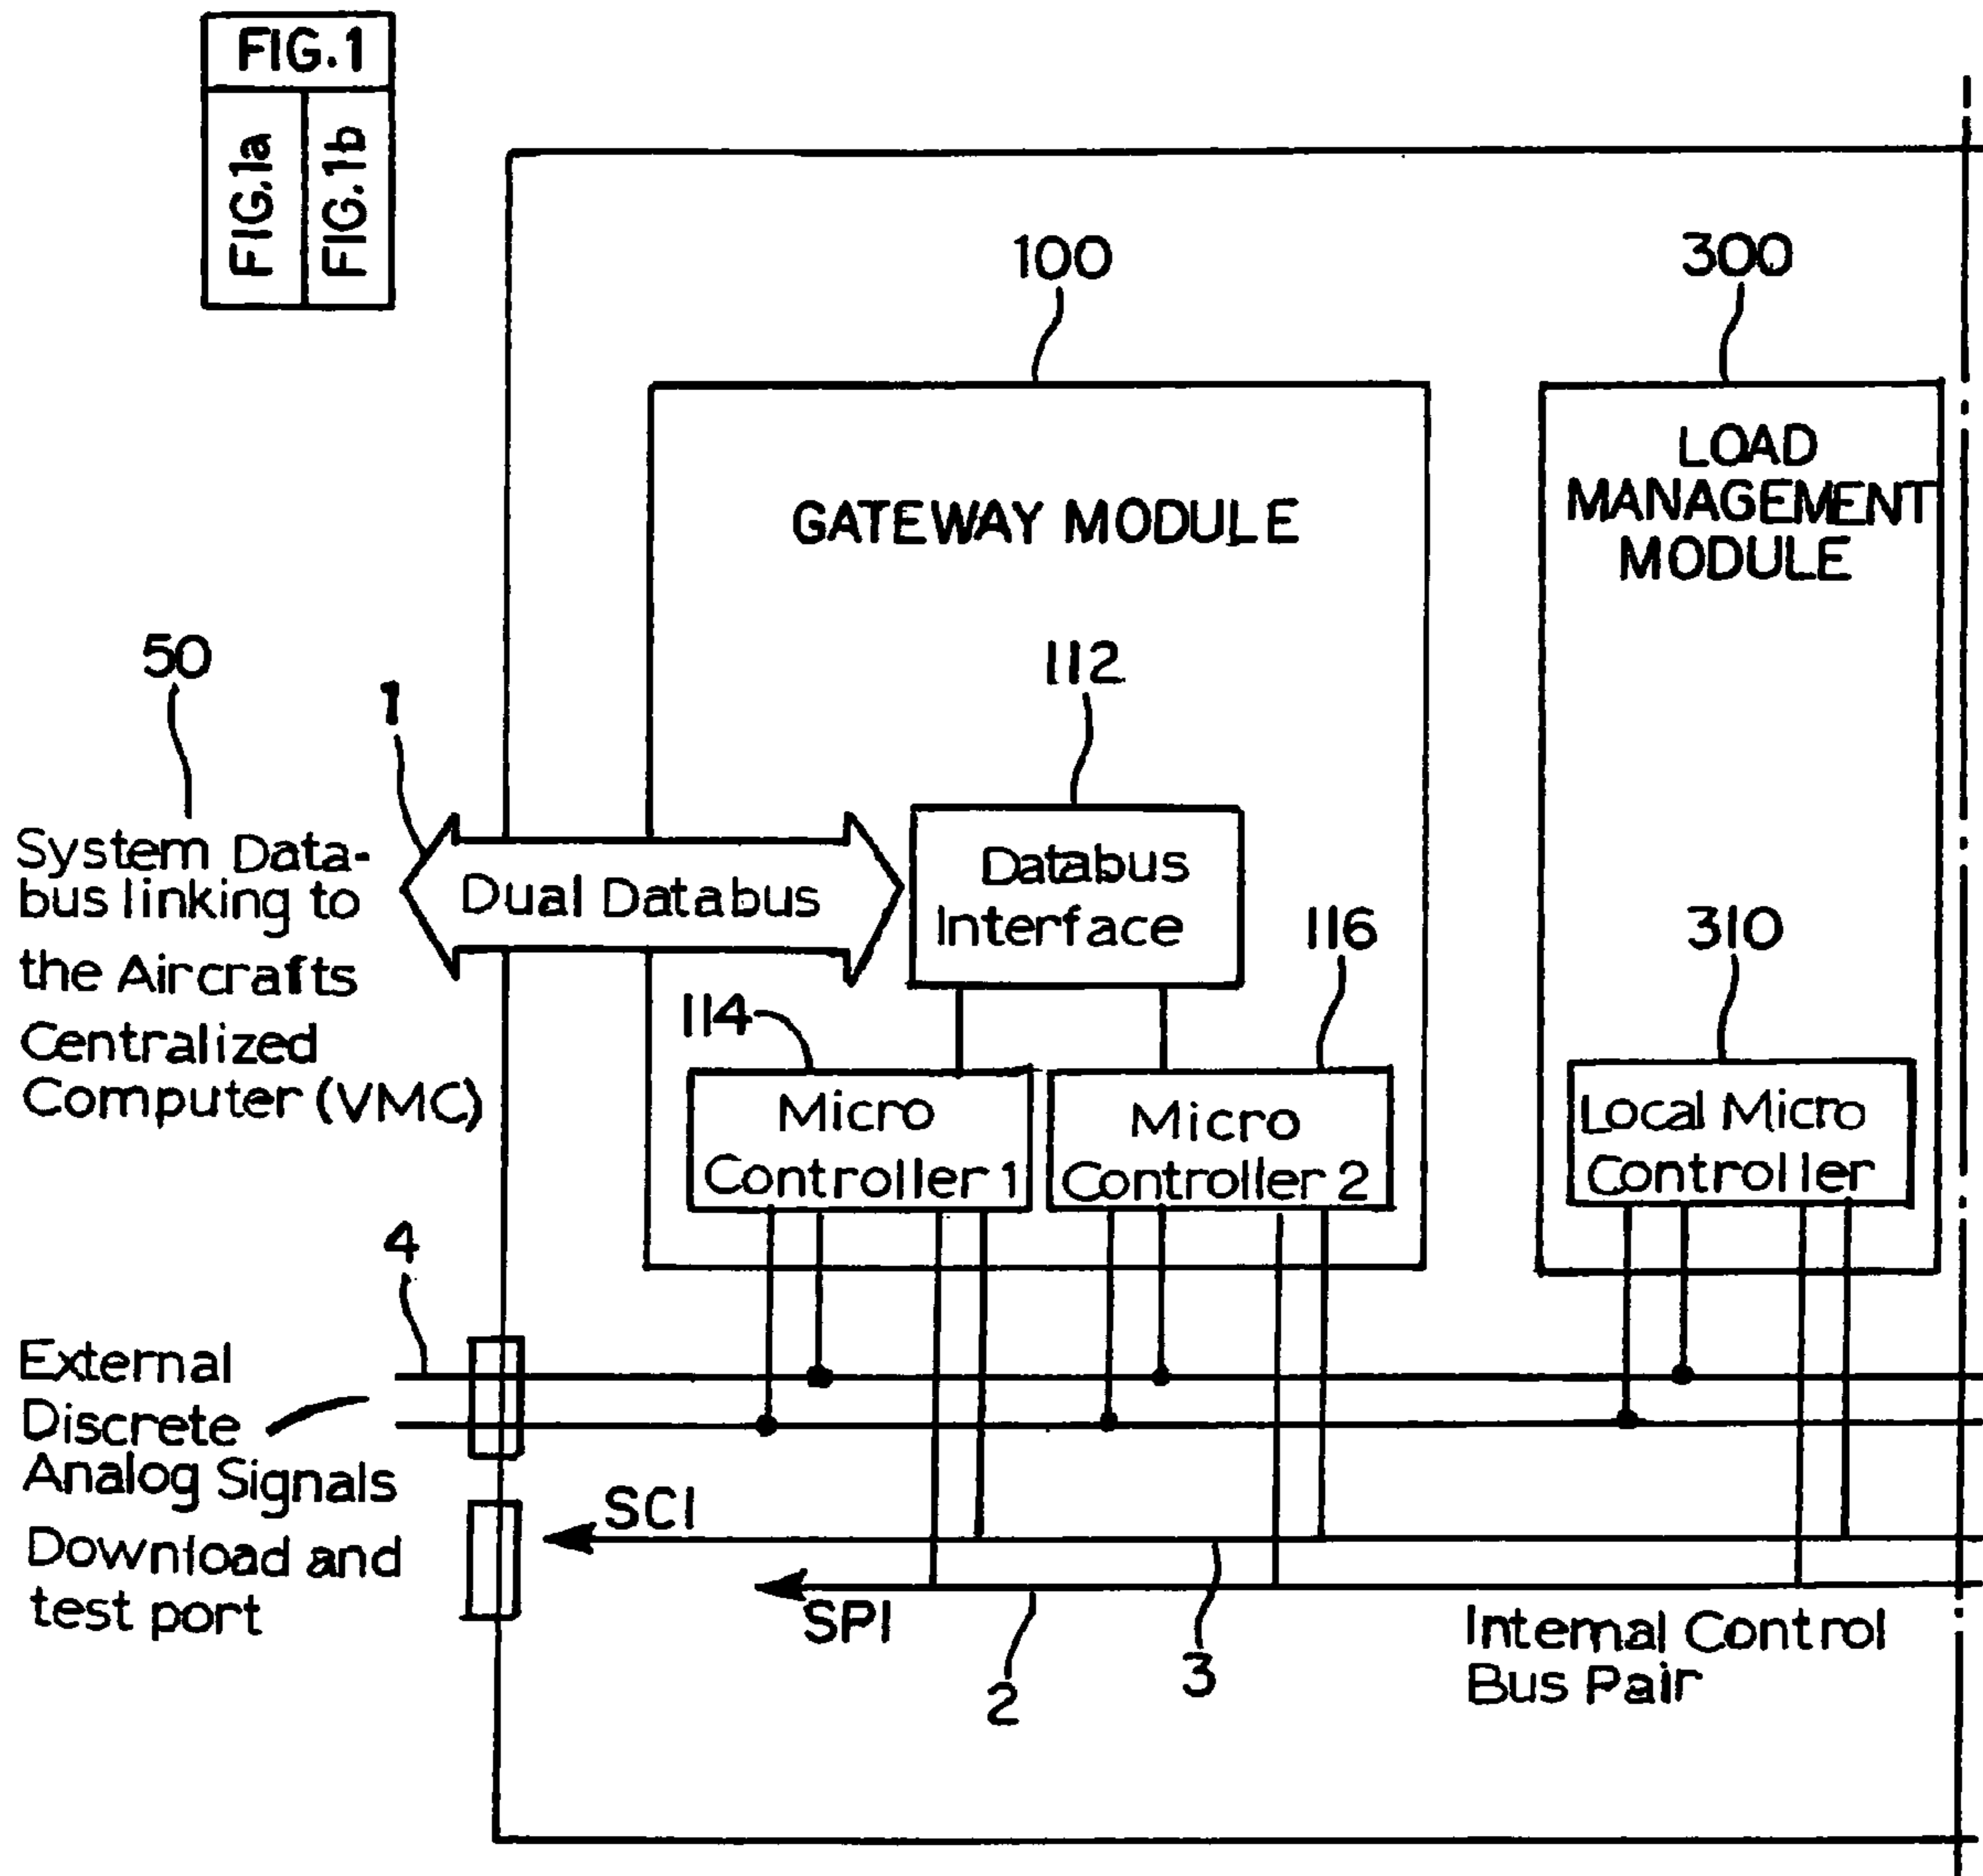 FIG.1
FIG.1a
FIG.1b
100
300
GATEWAY MODULE
LOAD
MANAGEMENT
MODULE
50
1
112
System Data-
bus linking to
the Aircrafts
Centralized
Computer (VMC)
Dual Databus
Databus
Interface
116
310
114
Micro
Controller 1
Micro
Controller 2
Local Micro
Controller
4
External
Discrete
Analog Signals
Download and
test port
SCI
SPI
2
3
Internal Control
Bus Pair